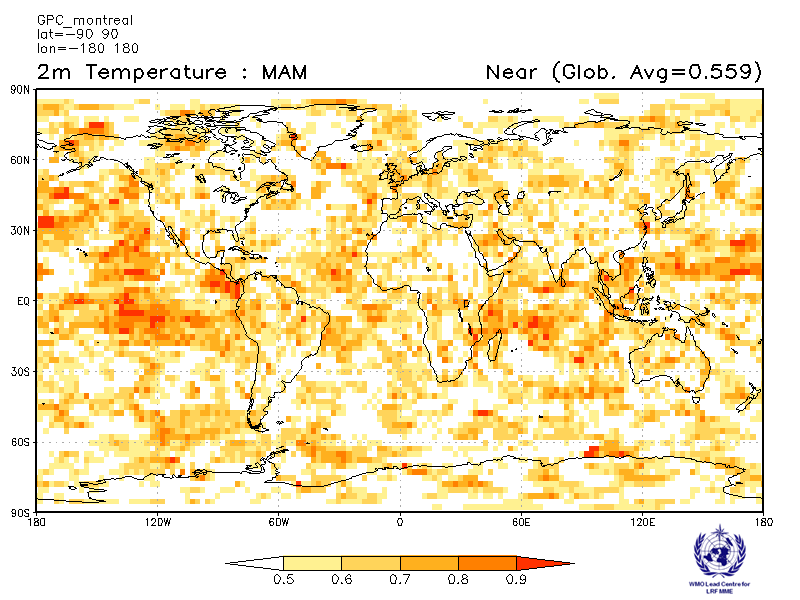 GPC_montreal
lat=-90 90
lon=-180 180
2m Temperature : MAM Near (Glob. Avg=0.559)
90N
60N
30N
EQ
30S
60S
90S
180 120W 60W 0 60E 120E 180
0.5 0.6 0.7 0.8 0.9
WMO Lead Centre for
LRF MME